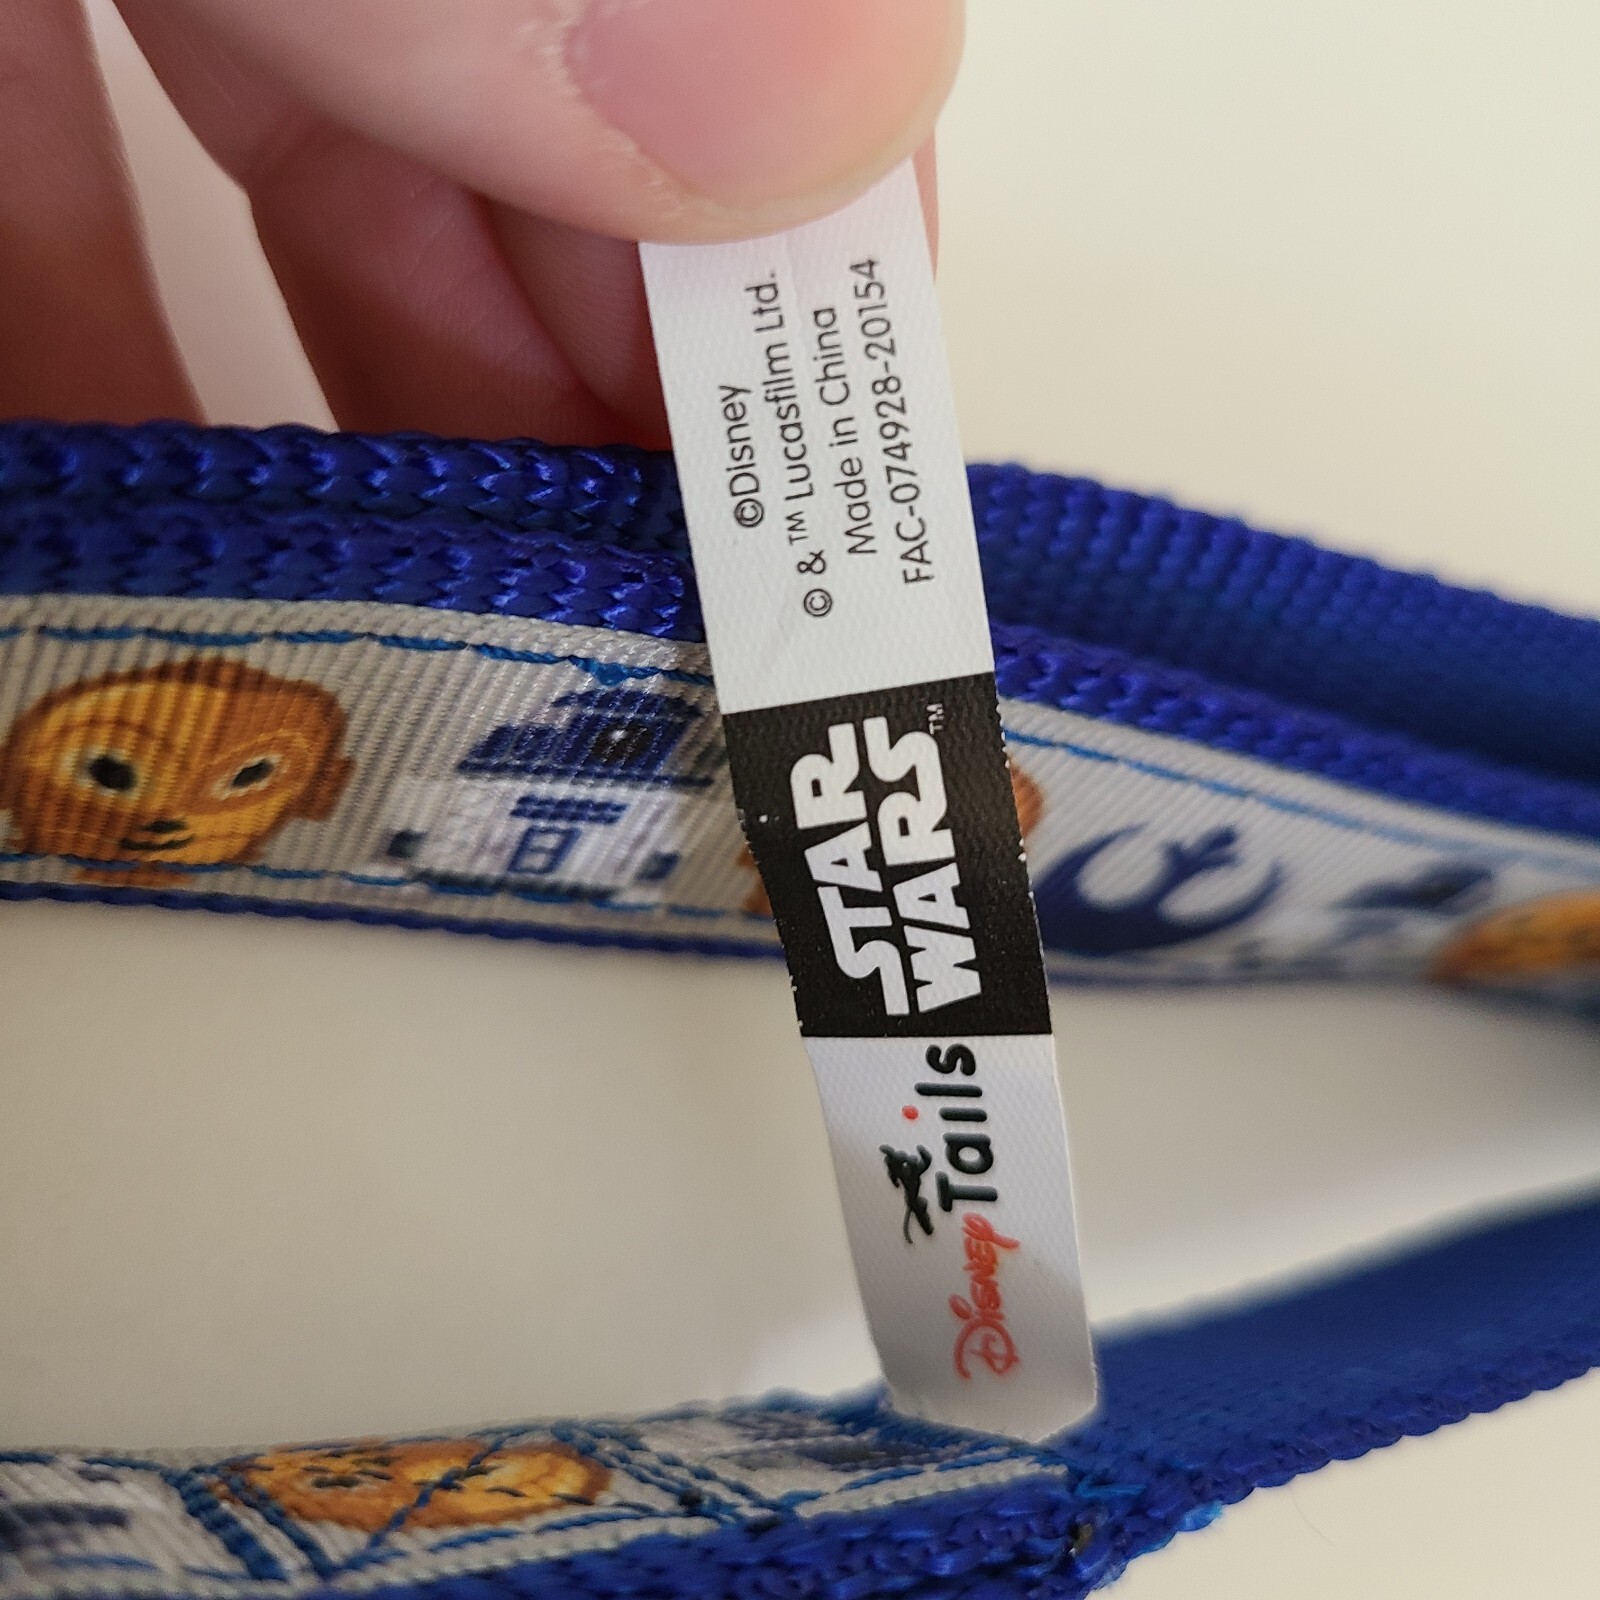 ©Disney
© & ™ Lucasfilm Ltd.
Made in China
FAC-074928-20154
STAR
WARS™
Disney Tails